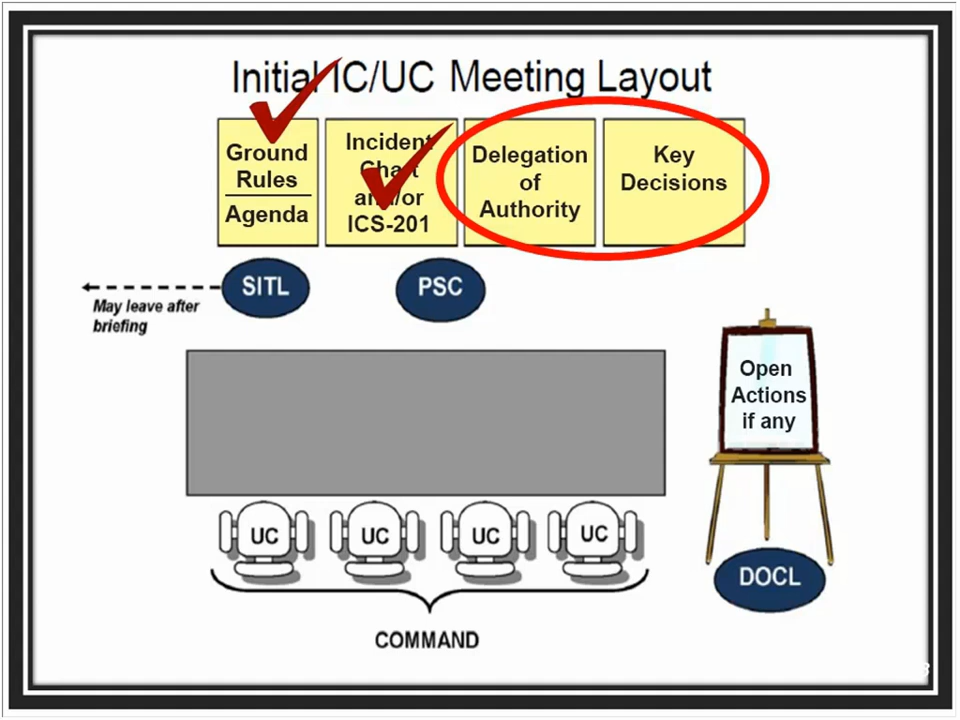 Initial IC/UC Meeting Layout
Ground
Rules
Agenda
Incident
Chart
and/or
ICS-201
Delegation
of
Authority
Key
Decisions
SITL
PSC
May leave after
briefing
Open
Actions
if any
UC
UC
UC
UC
DOCL
COMMAND